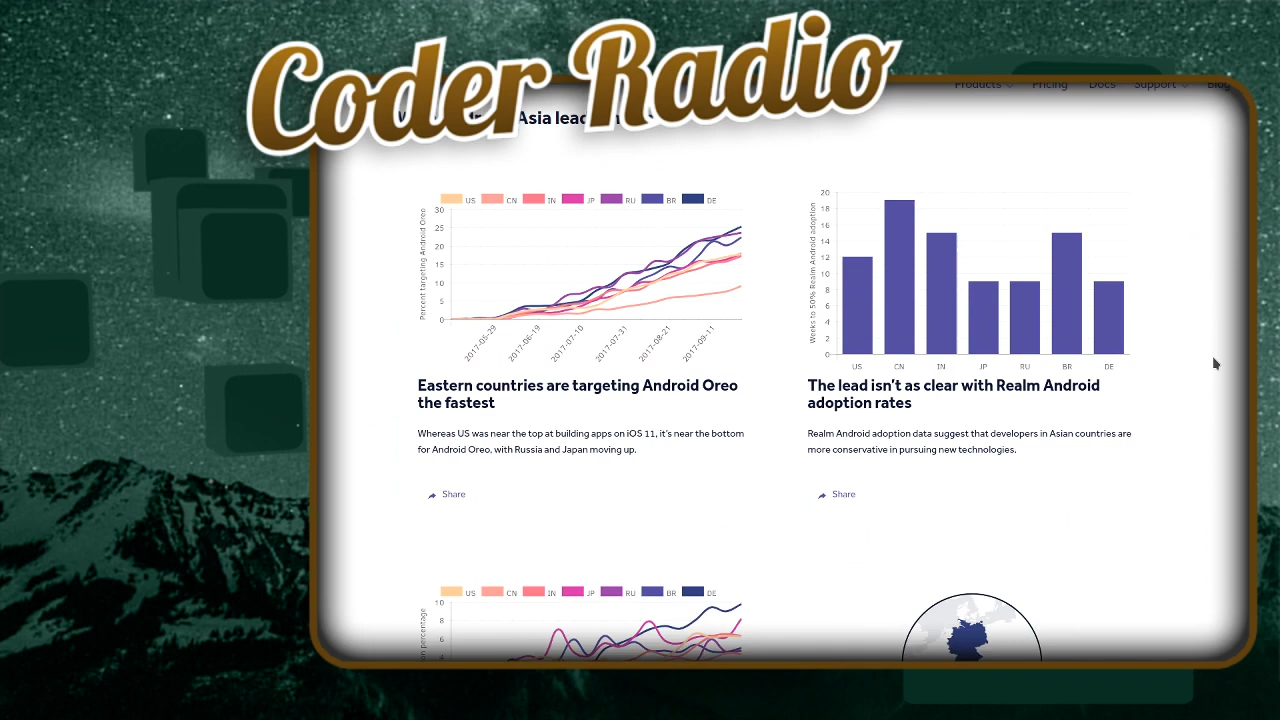 Coder Radio
Products Pricing Docs Support Blog
Asia
US CN IN JP RU BR DE
Percent targeting Android Oreo
30
25
20
15
10
5
0
2017-05-29 2017-06-19 2017-07-10 2017-07-31 2017-08-21 2017-09-11
Eastern countries are targeting Android Oreo
the fastest
Whereas US was near the top at building apps on iOS 11, it's near the bottom
for Android Oreo, with Russia and Japan moving up.
Share
Weeks to 50% Realm Android adoption
20
18
16
14
12
10
8
6
4
2
0
US CN IN JP RU BR DE
The lead isn't as clear with Realm Android
adoption rates
Realm Android adoption data suggest that developers in Asian countries are
more conservative in pursuing new technologies.
Share
US CN IN JP RU BR DE
percentage
10
8
6
4